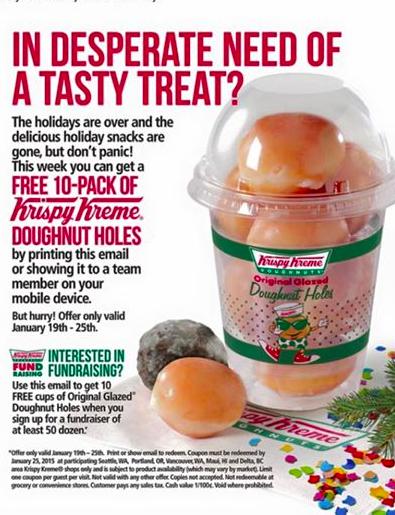 IN DESPERATE NEED OF
A TASTY TREAT?
The holidays are over and the
delicious holiday snacks are
gone, but don't panic!
This week you can get a
FREE 10-PACK OF
Krispy Kreme®
DOUGHNUT HOLES
by printing this email
or showing it to a team
member on your
mobile device.
But hurry! Offer only valid
January 19th - 25th.
Krispy Kreme
FUND
RAISING
INTERESTED IN
FUNDRAISING?
Use this email to get 10
FREE cups of Original Glazed®
Doughnut Holes when you
sign up for a fundraiser of
at least 50 dozen.*
Krispy Kreme
DOUGHNUTS
Original Glazed
Doughnut Holes
*Offer only valid January 19th – 25th. Print or show email to redeem. Coupon must be redeemed by
January 25, 2015 at participating Seattle, WA, Portland, OR, Vancouver, WA, Maui, HI and Delta, BC
area Krispy Kreme® shops only and is subject to product availability (which may vary by market). Limit
one coupon per guest per visit. Not valid with any other offer. Copies not accepted. Not redeemable at
grocery or convenience stores. Customer pays any sales tax. Cash value 1/100¢. Void where prohibited.